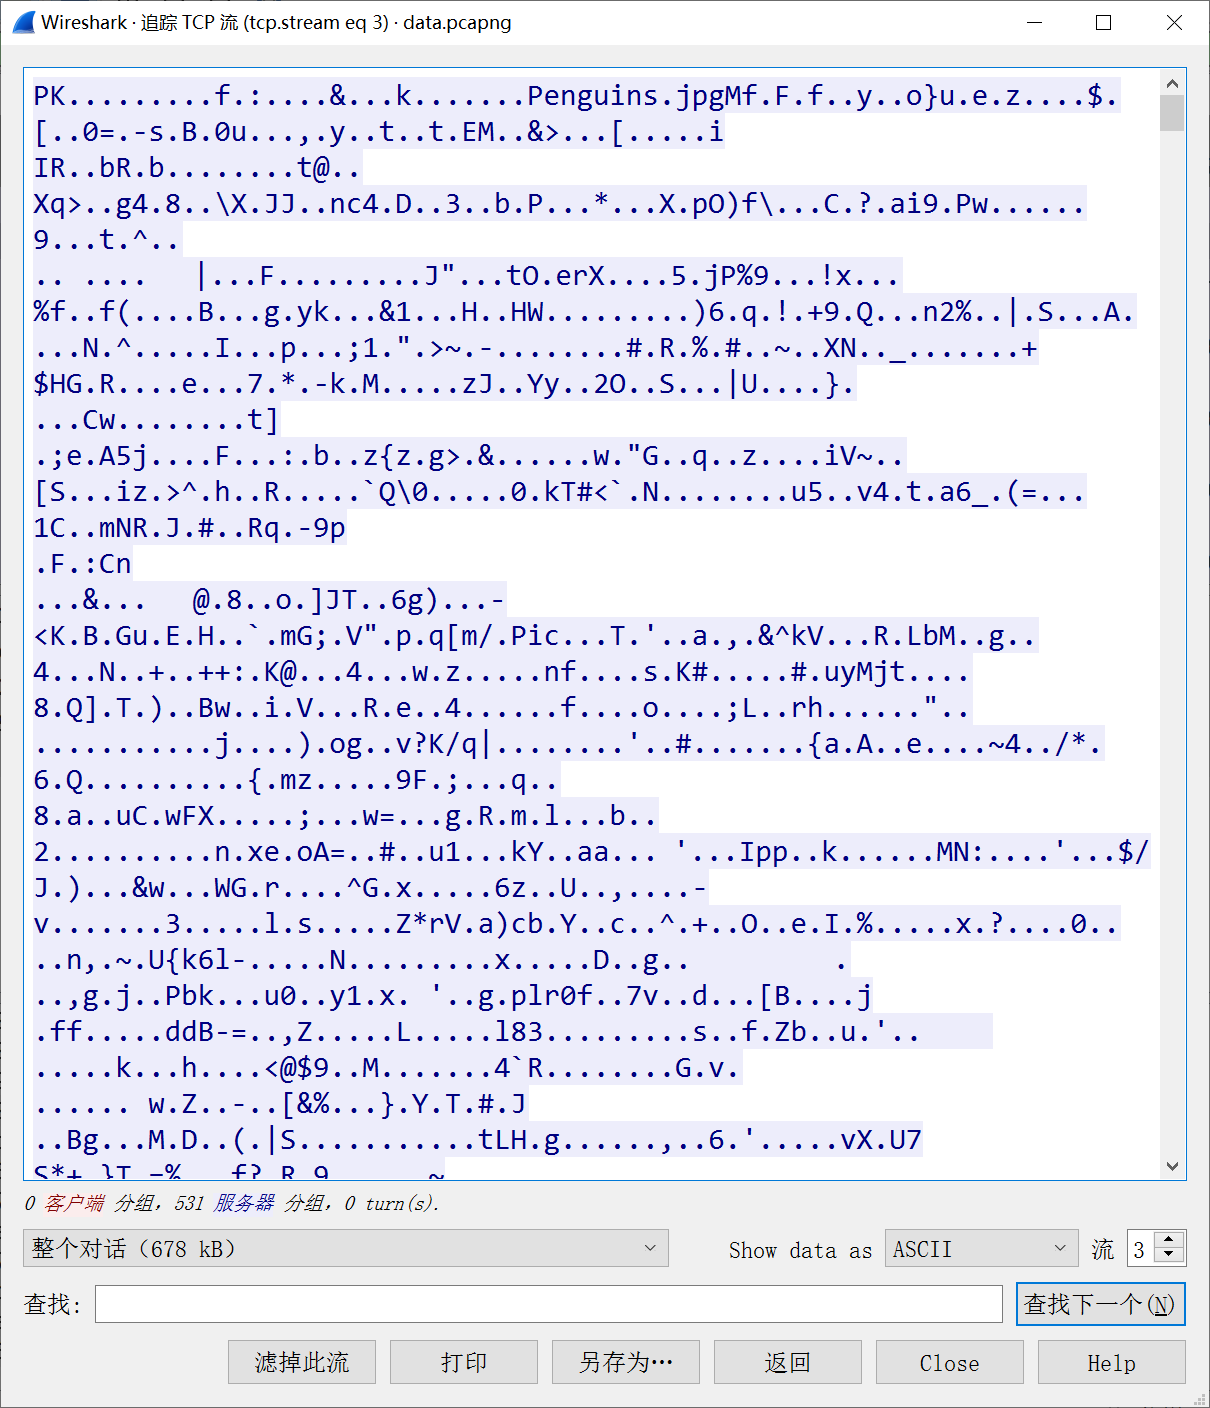 Wireshark · 追踪 TCP 流 (tcp.stream eq 3) · data.pcapng
PK.........f.:....&...k.......Penguins.jpgMf.F.f..y..o}u.e.z....$.
[..0=.-s.B.0u...,.y..t..t.EM..&>...[.....i
IR..bR.b........t@..
Xq>..g4.8..\X.JJ..nc4.D..3..b.P...*...X.pO)f\...C.?.ai9.Pw......
9...t.^..
.. .... |...F.........J"...tO.erX....5.jP%9...!x...
%f..f(....B...g.yk...&1...H..HW.........)6.q.!.+9.Q...n2%..|.S...A.
...N.^.....I...p...;1.".>~.-........#.R.%.#..~..XN.._.......+
$HG.R....e...7.*.-k.M.....zJ..Yy..2O..S...|U....}.
...Cw........t]
.;e.A5j....F...:.b..z{z.g>.&......w."G..q..z....iV~..
[S...iz.>^.h..R.....`Q\0.....0.kT#<`.N........u5..v4.t.a6_.(=...
1C..mNR.J.#..Rq.-9p
.F.:Cn
...&... @.8..o.]JT..6g)...-
<K.B.Gu.E.H..`.mG;.V".p.q[m/.Pic...T.'..a.,.&^kV...R.LbM..g..
4...N..+..++:.K@...4...w.z.....nf....s.K#.....#.uyMjt....
8.Q].T.)..Bw..i.V...R.e..4......f....o....;L..rh......"..
...........j....).og..v?K/q|........'..#.......{a.A..e....~4../*.
6.Q..........{.mz.....9F.;...q..
8.a..uC.wFX.....;...w=...g.R.m.l...b..
2..........n.xe.oA=..#..u1...kY..aa... '...Ipp..k......MN:....'...$/
J.)...&w...WG.r....^G.x.....6z..U..,....-
v.......3.....l.s.....Z*rV.a)cb.Y..c..^.+..O..e.I.%.....x.?....0..
..n,.~.U{k6l-.....N.........x.....D..g.. .
..,g.j..Pbk...u0..y1.x. '..g.plr0f..7v..d...[B....j
.ff.....ddB-=..,Z.....L.....l83.........s..f.Zb..u.'..
.....k...h....<@$9..M.......4`R........G.v.
...... w.Z..-..[&%...}.Y.T.#.J
..Bg...M.D..(.|S...........tLH.g......,..6.'.....vX.U7
0 客户端 分组，531 服务器 分组，0 turn(s).
整个对话（678 kB） Show data as ASCII 流 3
查找: 查找下一个(N)
滤掉此流 打印 另存为… 返回 Close Help